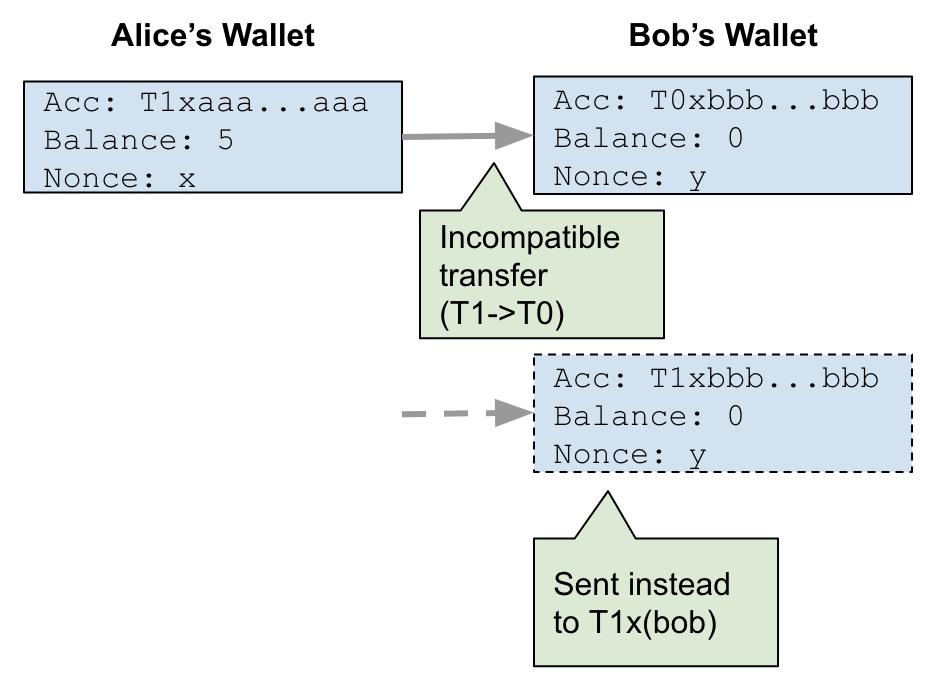 Alice’s Wallet
Bob’s Wallet
Acc: T1xaaa...aaa
Balance: 5
Nonce: x
Acc: T0xbbb...bbb
Balance: 0
Nonce: y
Incompatible
transfer
(T1->T0)
Acc: T1xbbb...bbb
Balance: 0
Nonce: y
Sent instead
to T1x(bob)